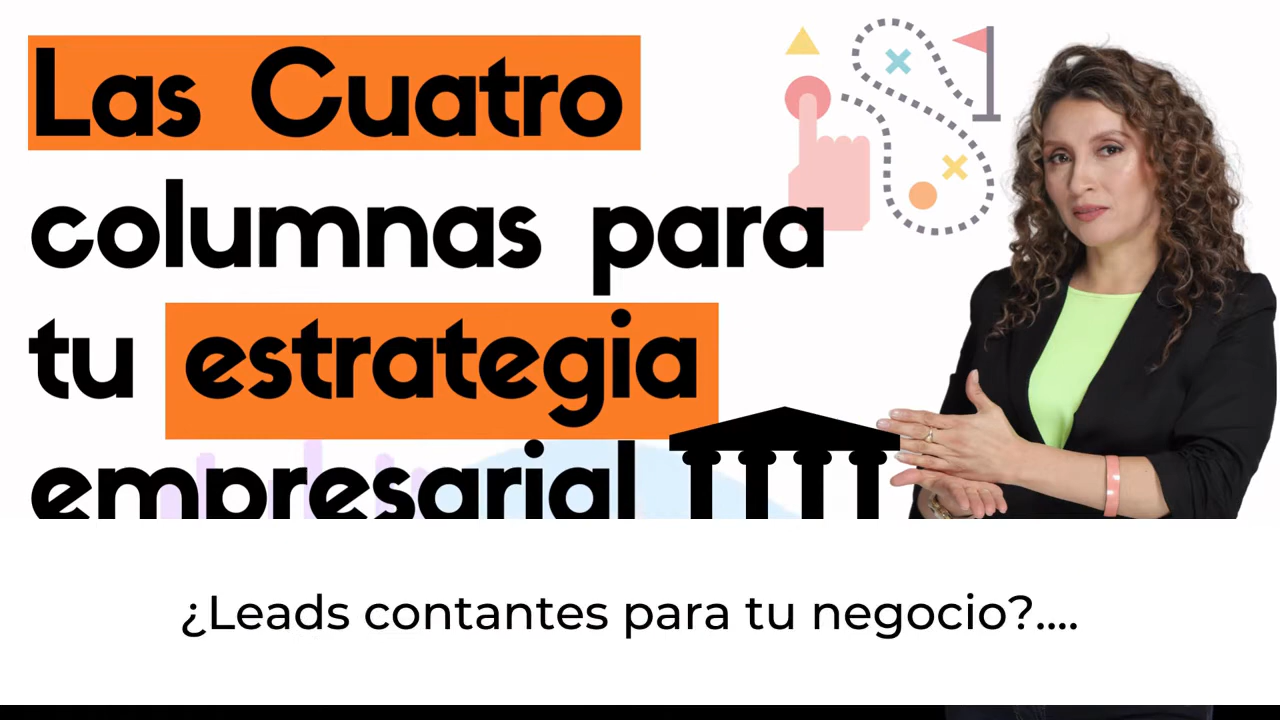 Las Cuatro
columnas para
tu estrategia
empresarial
¿Leads contantes para tu negocio?....